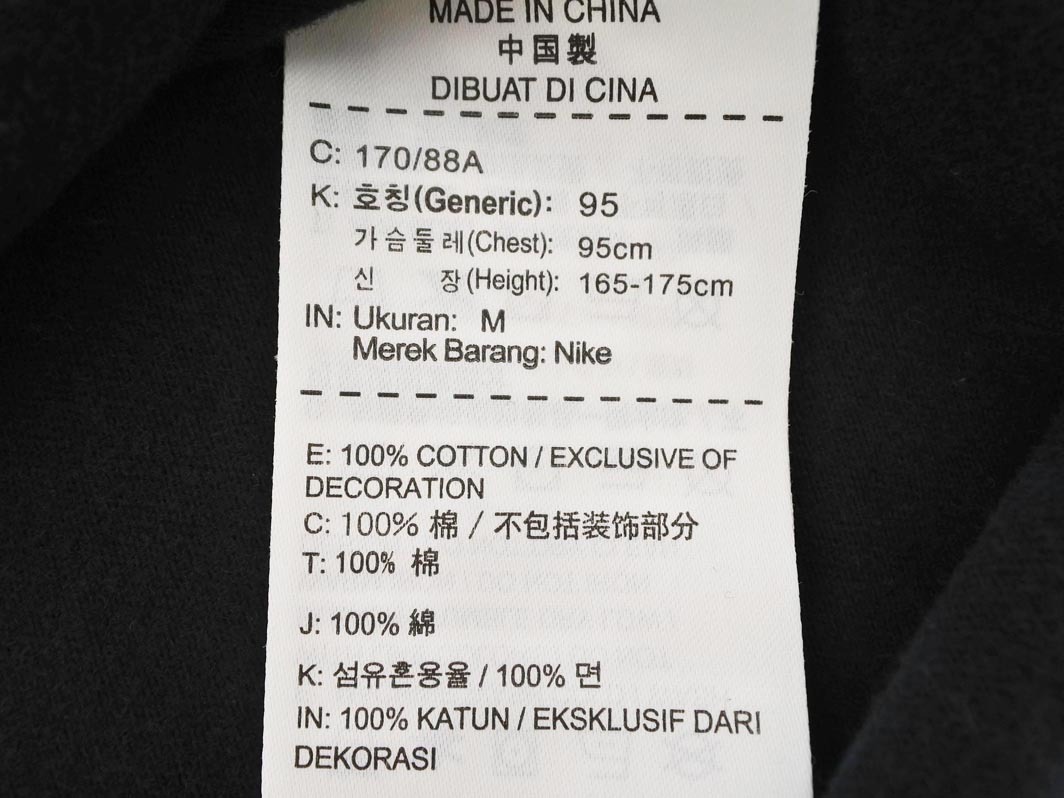 MADE IN CHINA
中国製
DIBUAT DI CINA
C: 170/88A
K: 호칭(Generic): 95
가슴둘레(Chest): 95cm
신 장(Height): 165-175cm
IN: Ukuran: M
Merek Barang: Nike
E: 100% COTTON / EXCLUSIVE OF
DECORATION
C: 100% 棉 / 不包括装饰部分
T: 100% 棉
J: 100% 綿
K: 섬유혼용율 / 100% 면
IN: 100% KATUN / EKSKLUSIF DARI
DEKORASI